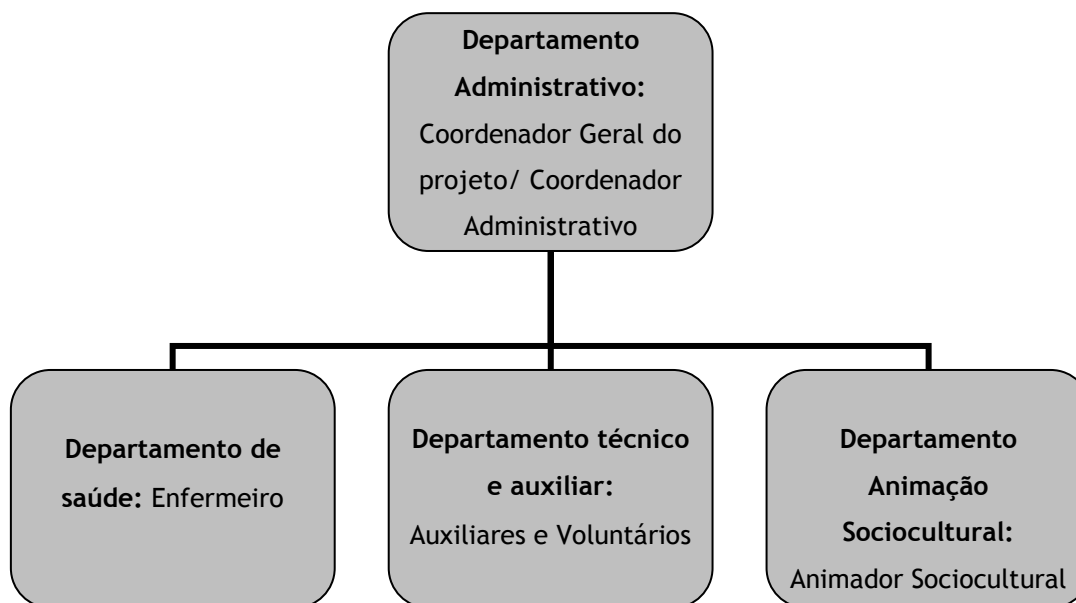 Departamento
Administrativo:
Coordenador Geral do
projeto/ Coordenador
Administrativo
Departamento de
saúde: Enfermeiro
Departamento técnico
e auxiliar:
Auxiliares e Voluntários
Departamento
Animação
Sociocultural:
Animador Sociocultural